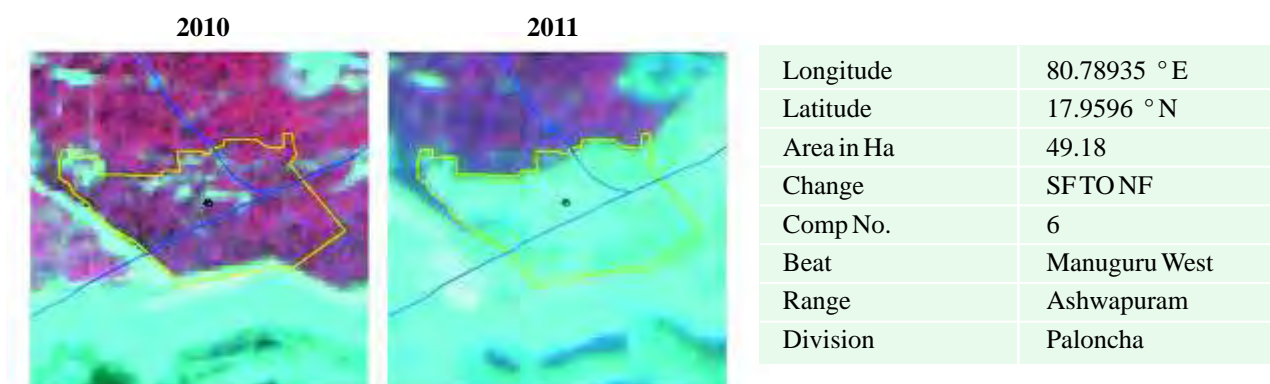 2010 2011
Longitude 80.78935 °E
Latitude 17.9596 °N
Area in Ha 49.18
Change SF TO NF
Comp No. 6
Beat Manuguru West
Range Ashwapuram
Division Paloncha